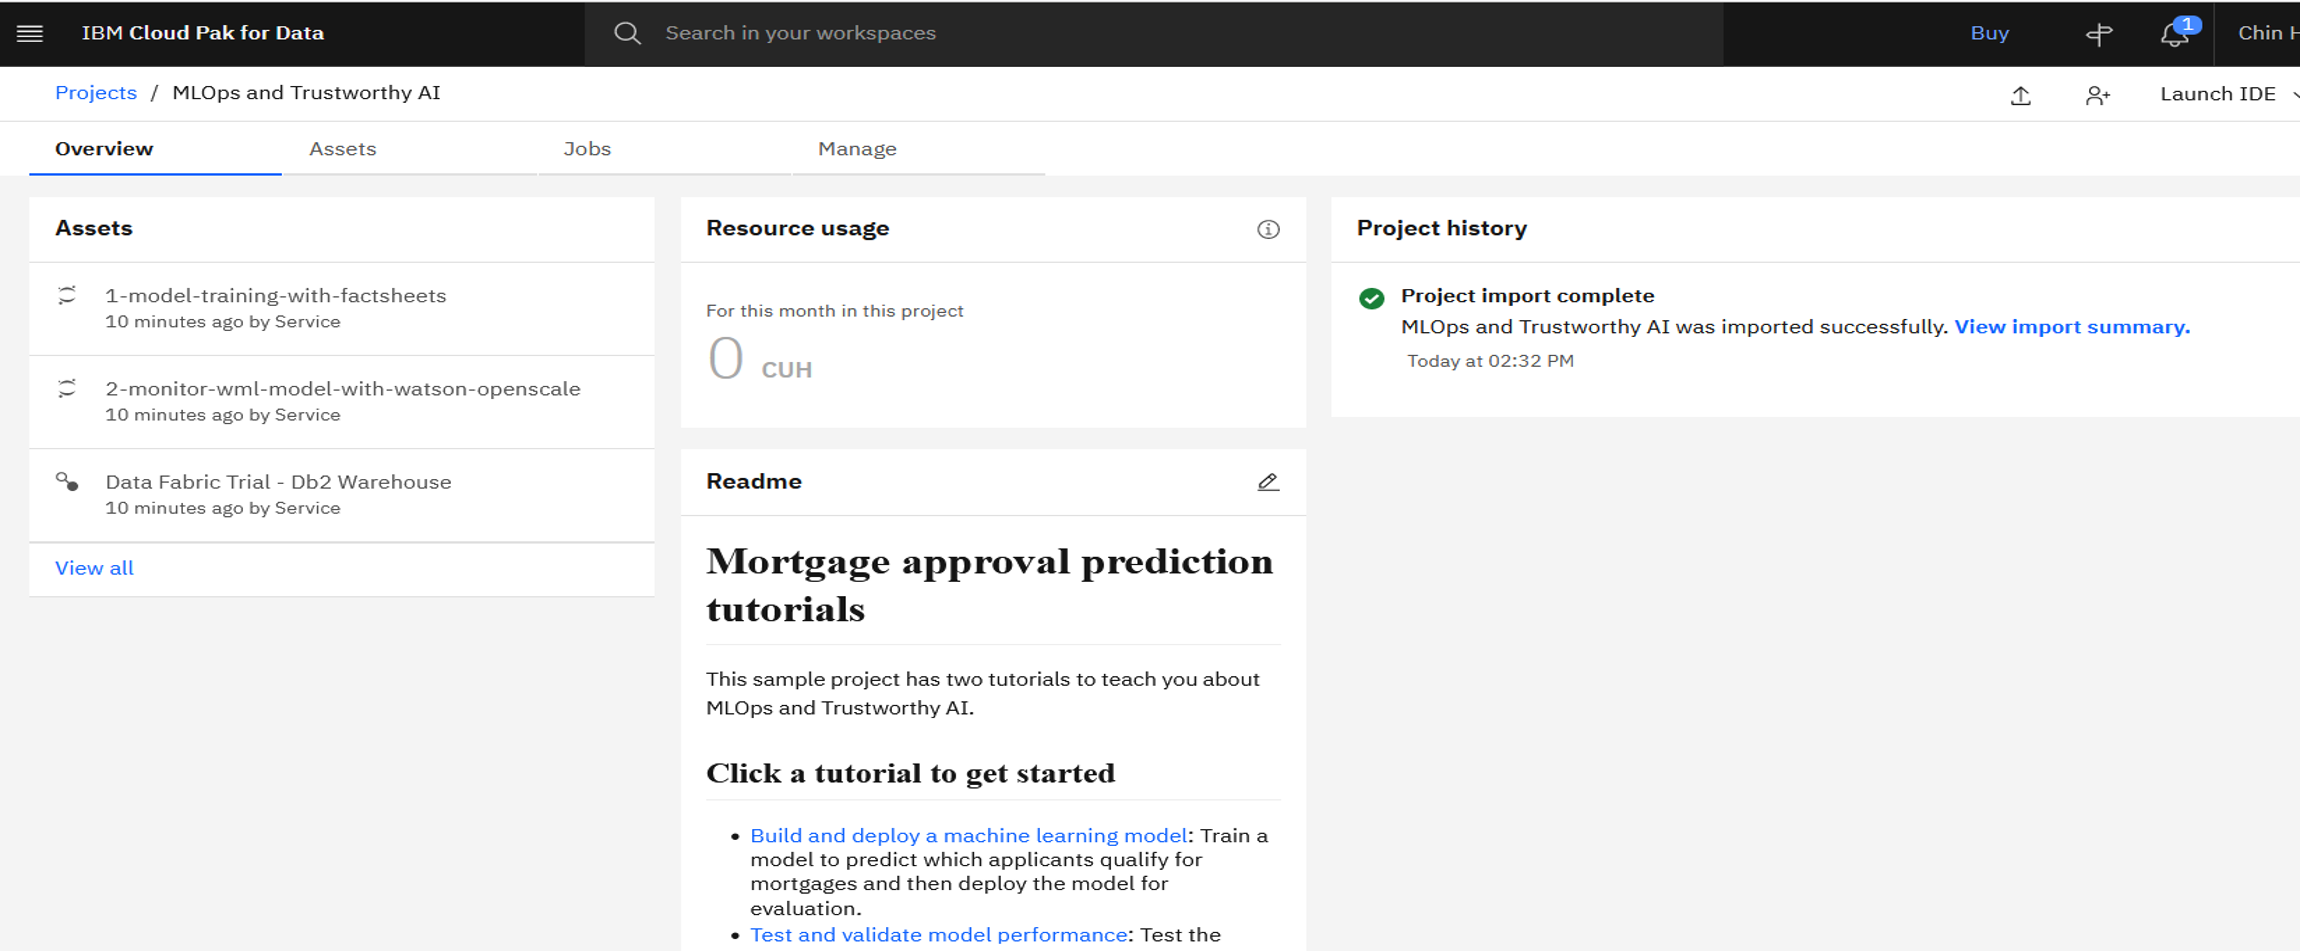 IBM Cloud Pak for Data
Search in your workspaces
Buy
1
Chin H
Projects / MLOps and Trustworthy AI
Launch IDE
Overview
Assets
Jobs
Manage
Assets
1-model-training-with-factsheets
10 minutes ago by Service
2-monitor-wml-model-with-watson-openscale
10 minutes ago by Service
Data Fabric Trial - Db2 Warehouse
10 minutes ago by Service
View all
Resource usage
For this month in this project
0 CUH
Readme
Mortgage approval prediction
tutorials
This sample project has two tutorials to teach you about
MLOps and Trustworthy AI.
Click a tutorial to get started
• Build and deploy a machine learning model: Train a
model to predict which applicants qualify for
mortgages and then deploy the model for
evaluation.
• Test and validate model performance: Test the
Project history
Project import complete
MLOps and Trustworthy AI was imported successfully. View import summary.
Today at 02:32 PM